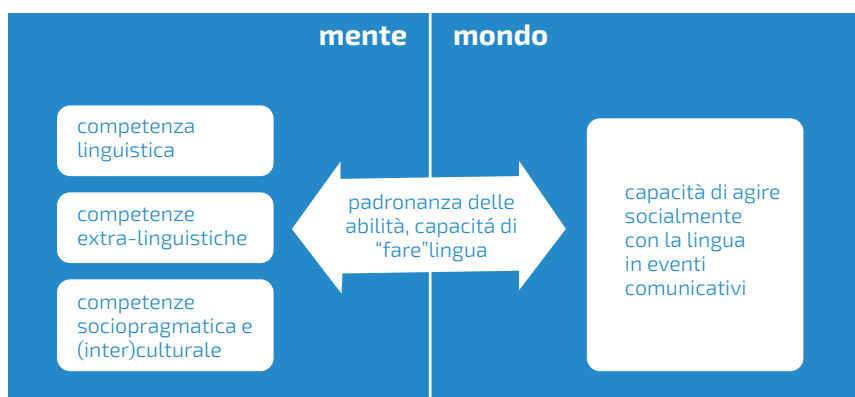 mente
mondo
competenza
linguistica
competenze
extra-linguistiche
competenze
sociopragmatica e
(inter)culturale
padronanza delle
abilità, capacitá di
“fare”lingua
capacità di agire
socialmente
con la lingua
in eventi
comunicativi